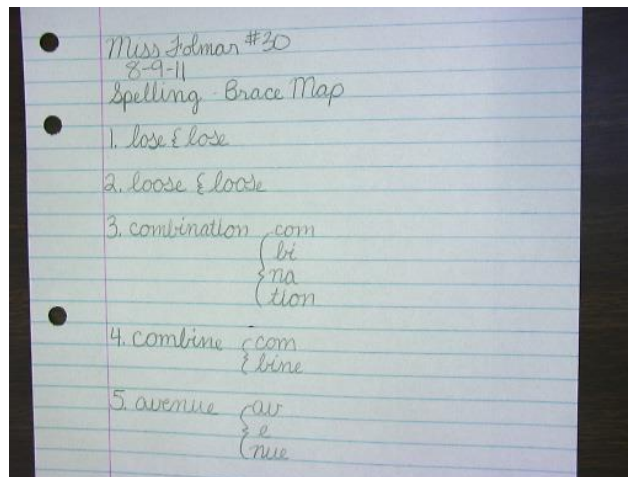 Miss Folmar #30
8-9-11
Spelling - Brace Map
1. lose { lose
2. loose { loose
3. combination { com
bi
na
tion
4. combine { com
bine
5. avenue { av
e
nue